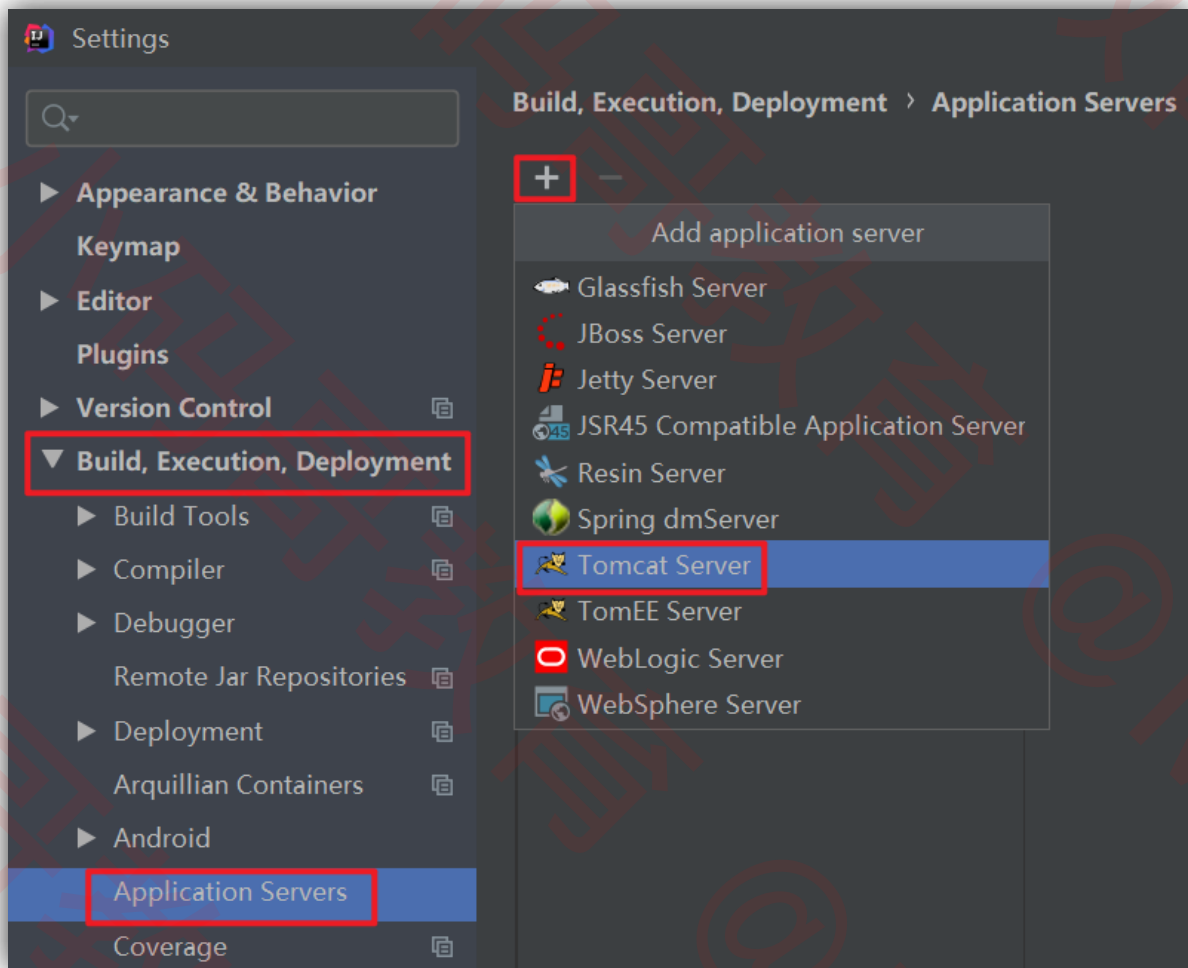 Settings
Build, Execution, Deployment › Application Servers
Appearance & Behavior
Keymap
Editor
Plugins
Version Control
Build, Execution, Deployment
Build Tools
Compiler
Debugger
Remote Jar Repositories
Deployment
Arquillian Containers
Android
Application Servers
Coverage
Add application server
Glassfish Server
JBoss Server
Jetty Server
JSR45 Compatible Application Server
Resin Server
Spring dmServer
Tomcat Server
TomEE Server
WebLogic Server
WebSphere Server